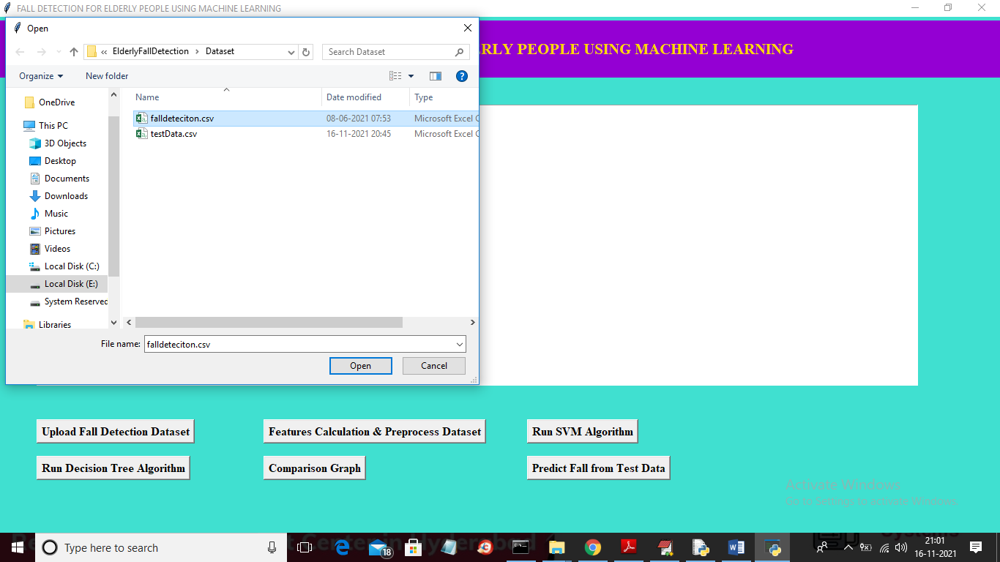 FALL DETECTION FOR ELDERLY PEOPLE USING MACHINE LEARNING
Open
« ElderlyFallDetection › Dataset
Search Dataset
RLY PEOPLE USING MACHINE LEARNING
Organize
New folder
Name
Date modified
Type
OneDrive
This PC
3D Objects
Desktop
Documents
Downloads
Music
Pictures
Videos
Local Disk (C:)
Local Disk (E:)
System Reserved
Libraries
falldeteciton.csv 08-06-2021 07:53 Microsoft Excel C
testData.csv 16-11-2021 20:45 Microsoft Excel C
File name: falldeteciton.csv
Open
Cancel
Upload Fall Detection Dataset
Features Calculation & Preprocess Dataset
Run SVM Algorithm
Run Decision Tree Algorithm
Comparison Graph
Predict Fall from Test Data
Activate Windows
Go to Settings to activate Windows.
Type here to search
Center in Hyderabad
18
Systems
21:01
16-11-2021